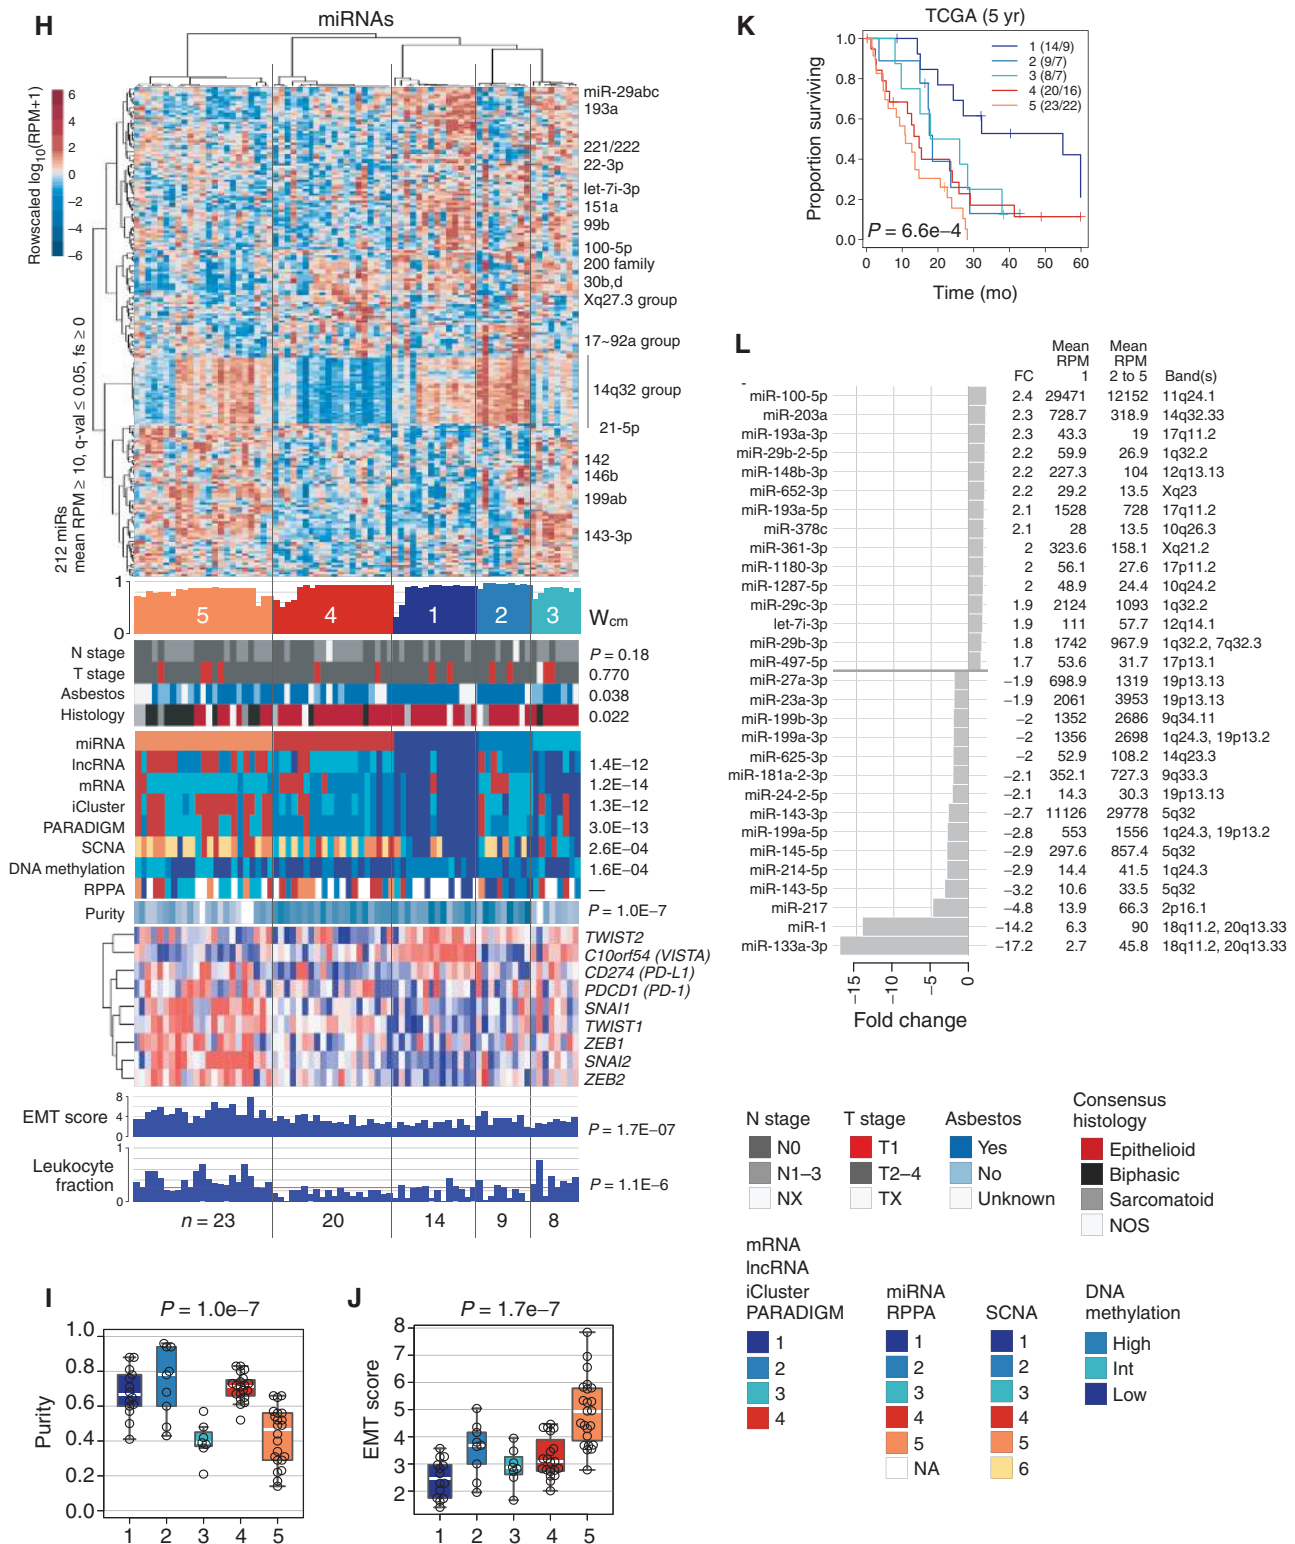 H
miRNAs
Rowscaled log10(RPM+1)
6
4
2
0
−2
−4
−6
212 miRs
mean RPM ≥ 10, q-val ≤ 0.05, fs ≥ 0
miR-29abc
193a
221/222
22-3p
let-7i-3p
151a
99b
100-5p
200 family
30b,d
Xq27.3 group
17~92a group
14q32 group
21-5p
142
146b
199ab
143-3p
1
0
5
4
1
2
3
Wcm
N stage
P = 0.18
T stage
0.770
Asbestos
0.038
Histology
0.022
miRNA
lncRNA
1.4E−12
mRNA
1.2E−14
iCluster
1.3E−12
PARADIGM
3.0E−13
SCNA
2.6E−04
DNA methylation
1.6E−04
RPPA
—
Purity
P = 1.0E−7
TWIST2
C10orf54 (VISTA)
CD274 (PD-L1)
PDCD1 (PD-1)
SNAI1
TWIST1
ZEB1
SNAI2
ZEB2
EMT score
8
4
0
P = 1.7E−07
Leukocyte
fraction
1
0
P = 1.1E−6
n = 23
20
14
9
8
I
P = 1.0e−7
Purity
1.0
0.8
0.6
0.4
0.2
0.0
1 2 3 4 5
J
P = 1.7e−7
EMT score
8
7
6
5
4
3
2
1 2 3 4 5
K
TCGA (5 yr)
Proportion surviving
1.0
0.8
0.6
0.4
0.2
0.0
1 (14/9)
2 (9/7)
3 (8/7)
4 (20/16)
5 (23/22)
P = 6.6e−4
0 10 20 30 40 50 60
Time (mo)
L
-
FC
Mean
RPM
1
Mean
RPM
2 to 5
Band(s)
miR-100-5p 2.4 29471 12152 11q24.1
miR-203a 2.3 728.7 318.9 14q32.33
miR-193a-3p 2.3 43.3 19 17q11.2
miR-29b-2-5p 2.2 59.9 26.9 1q32.2
miR-148b-3p 2.2 227.3 104 12q13.13
miR-652-3p 2.2 29.2 13.5 Xq23
miR-193a-5p 2.1 1528 728 17q11.2
miR-378c 2.1 28 13.5 10q26.3
miR-361-3p 2 323.6 158.1 Xq21.2
miR-1180-3p 2 56.1 27.6 17p11.2
miR-1287-5p 2 48.9 24.4 10q24.2
miR-29c-3p 1.9 2124 1093 1q32.2
let-7i-3p 1.9 111 57.7 12q14.1
miR-29b-3p 1.8 1742 967.9 1q32.2, 7q32.3
miR-497-5p 1.7 53.6 31.7 17p13.1
miR-27a-3p −1.9 698.9 1319 19p13.13
miR-23a-3p −1.9 2061 3953 19p13.13
miR-199b-3p −2 1352 2686 9q34.11
miR-199a-3p −2 1356 2698 1q24.3, 19p13.2
miR-625-3p −2 52.9 108.2 14q23.3
miR-181a-2-3p −2.1 352.1 727.3 9q33.3
miR-24-2-5p −2.1 14.3 30.3 19p13.13
miR-143-3p −2.7 11126 29778 5q32
miR-199a-5p −2.8 553 1556 1q24.3, 19p13.2
miR-145-5p −2.9 297.6 857.4 5q32
miR-214-5p −2.9 14.4 41.5 1q24.3
miR-143-5p −3.2 10.6 33.5 5q32
miR-217 −4.8 13.9 66.3 2p16.1
miR-1 −14.2 6.3 90 18q11.2, 20q13.33
miR-133a-3p −17.2 2.7 45.8 18q11.2, 20q13.33
−15 −10 −5 0
Fold change
N stage
N0
N1−3
NX
T stage
T1
T2−4
TX
Asbestos
Yes
No
Unknown
Consensus
histology
Epithelioid
Biphasic
Sarcomatoid
NOS
mRNA
lncRNA
iCluster
PARADIGM
1
2
3
4
miRNA
RPPA
1
2
3
4
5
NA
SCNA
1
2
3
4
5
6
DNA
methylation
High
Int
Low